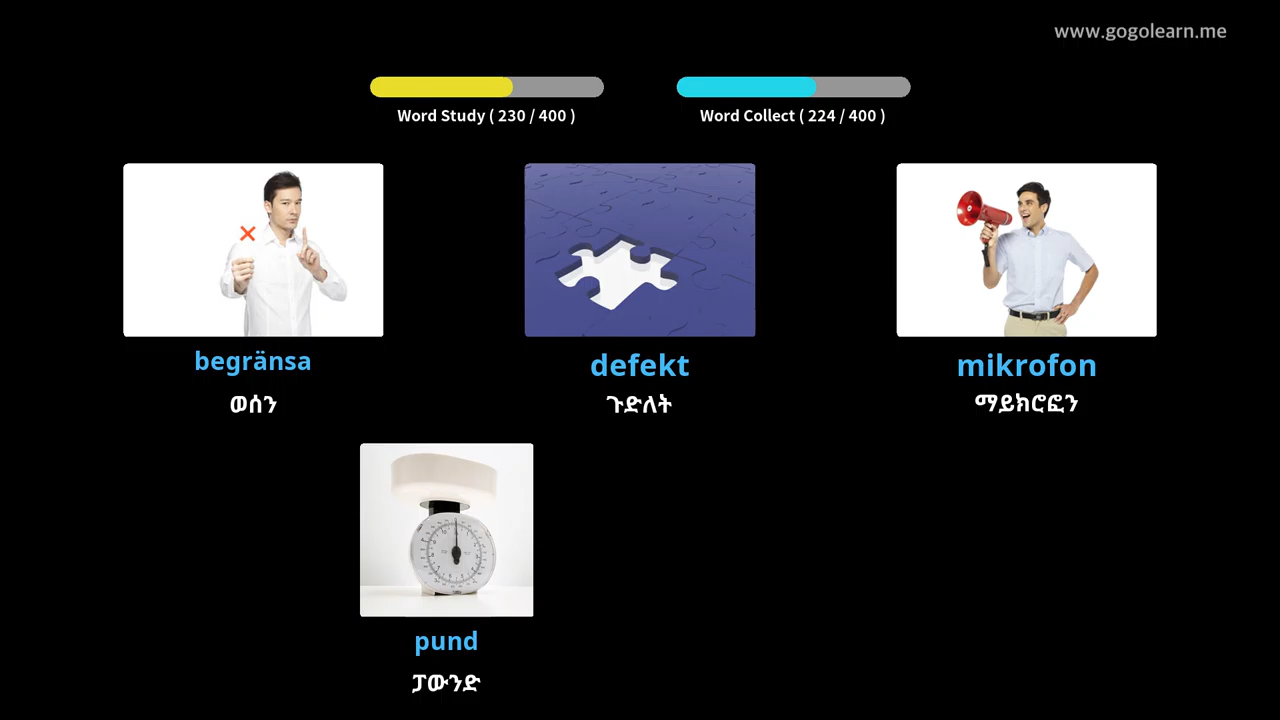 www.gogolearn.me
Word Study ( 230 / 400 )
Word Collect ( 224 / 400 )
begränsa
defekt
mikrofon
ወሰን
ጉድለት
ማይክሮፎን
pund
ፓውንድ